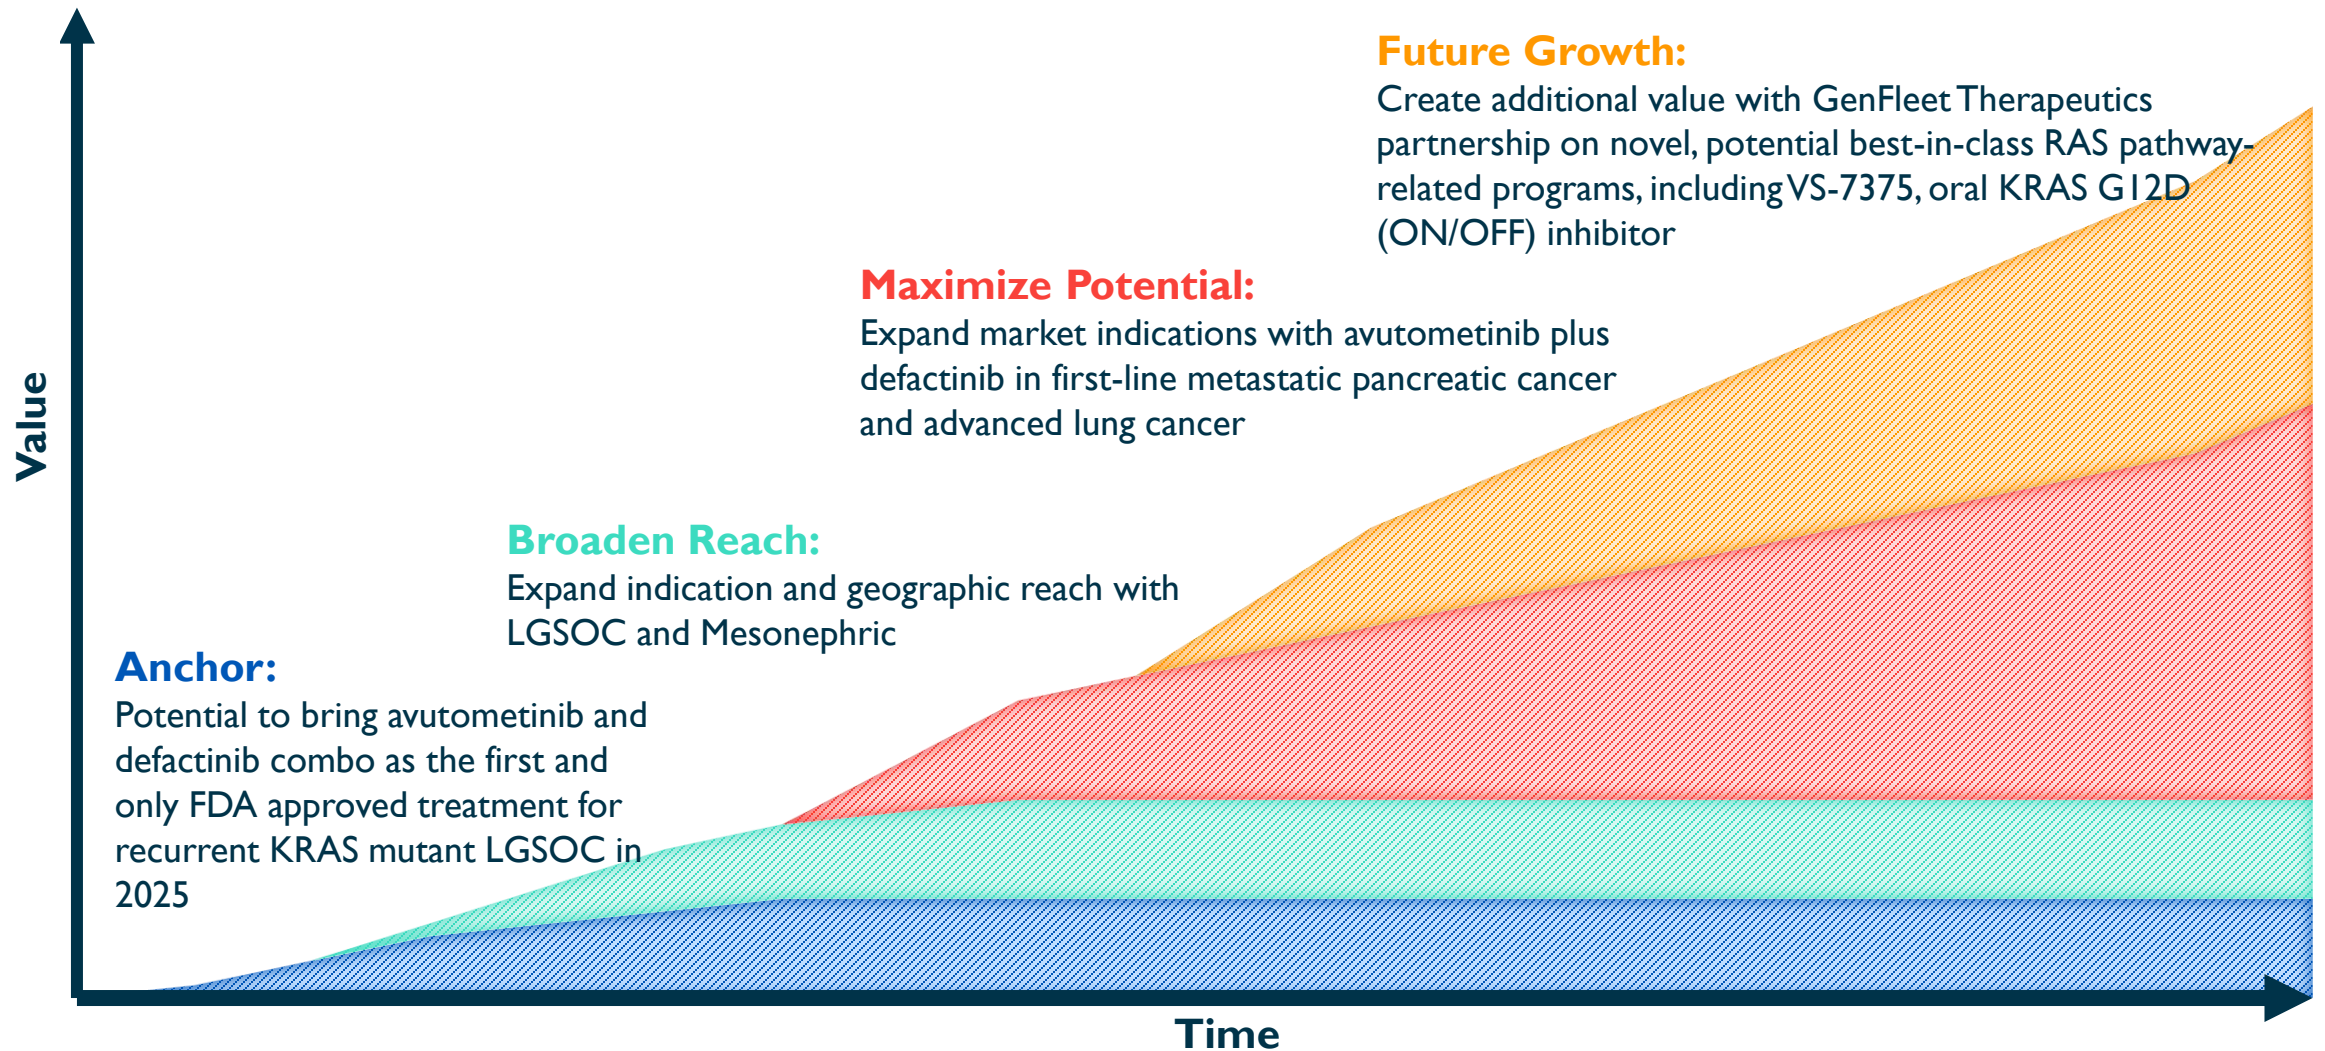 Future Growth:
Create additional value with GenFleet Therapeutics
partnership on novel, potential best-in-class RAS pathway-
related programs, including VS-7375, oral KRAS G12D
(ON/OFF) inhibitor
Maximize Potential:
Expand market indications with avutometinib plus
defactinib in first-line metastatic pancreatic cancer
and advanced lung cancer
Value
Broaden Reach:
Expand indication and geographic reach with
LGSOC and Mesonephric
Anchor:
Potential to bring avutometinib and
defactinib combo as the first and
only FDA approved treatment for
recurrent KRAS mutant LGSOC in
2025
Time